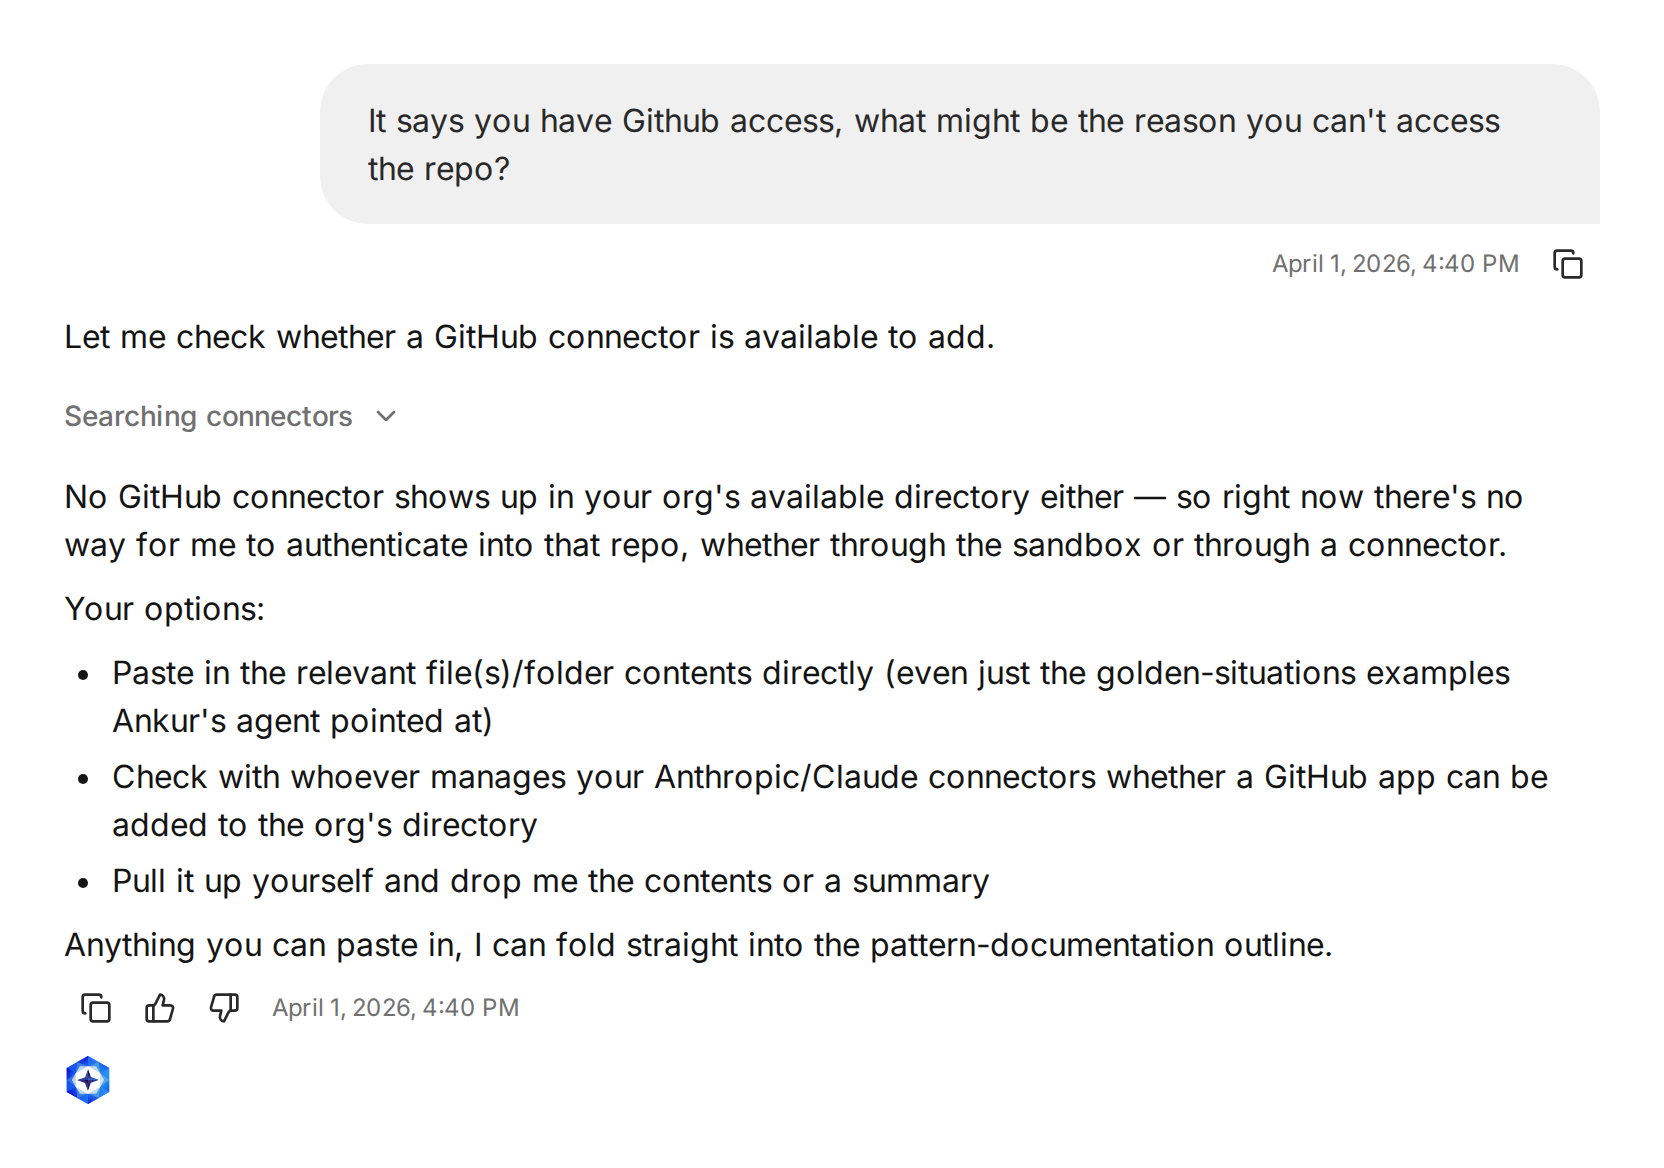 It says you have Github access, what might be the reason you can't access
the repo?
April 1, 2026, 4:40 PM
Let me check whether a GitHub connector is available to add.
Searching connectors
No GitHub connector shows up in your org's available directory either — so right now there's no
way for me to authenticate into that repo, whether through the sandbox or through a connector.
Your options:
• Paste in the relevant file(s)/folder contents directly (even just the golden-situations examples
Ankur's agent pointed at)
• Check with whoever manages your Anthropic/Claude connectors whether a GitHub app can be
added to the org's directory
• Pull it up yourself and drop me the contents or a summary
Anything you can paste in, I can fold straight into the pattern-documentation outline.
April 1, 2026, 4:40 PM